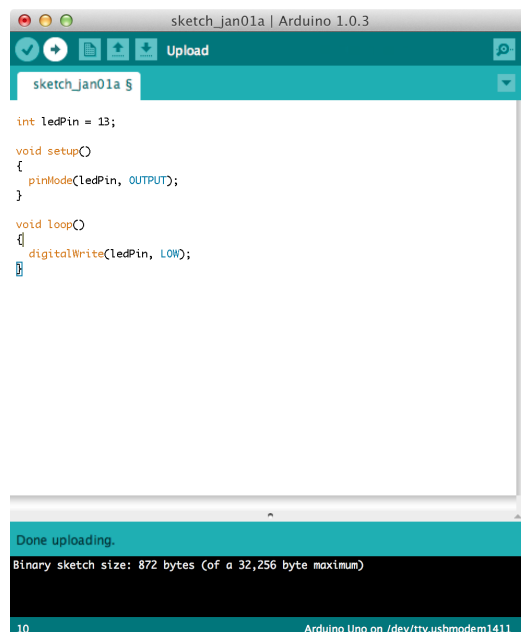 sketch_jan01a | Arduino 1.0.3
Upload
sketch_jan01a §
int ledPin = 13;
void setup()
{
  pinMode(ledPin, OUTPUT);
}
void loop()
{
  digitalWrite(ledPin, LOW);
}
Done uploading.
Binary sketch size: 872 bytes (of a 32,256 byte maximum)
10 Arduino Uno on /dev/tty.usbmodem1411